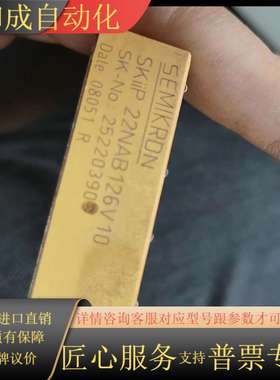 成自动化
SEMIKRON
SKiiP 22NAB126V10
SK-No 25220390
Date 08051 R
进口直销
有保障
牌议价
详情咨询客服对应型号跟参数才可
匠心服务支持普票专